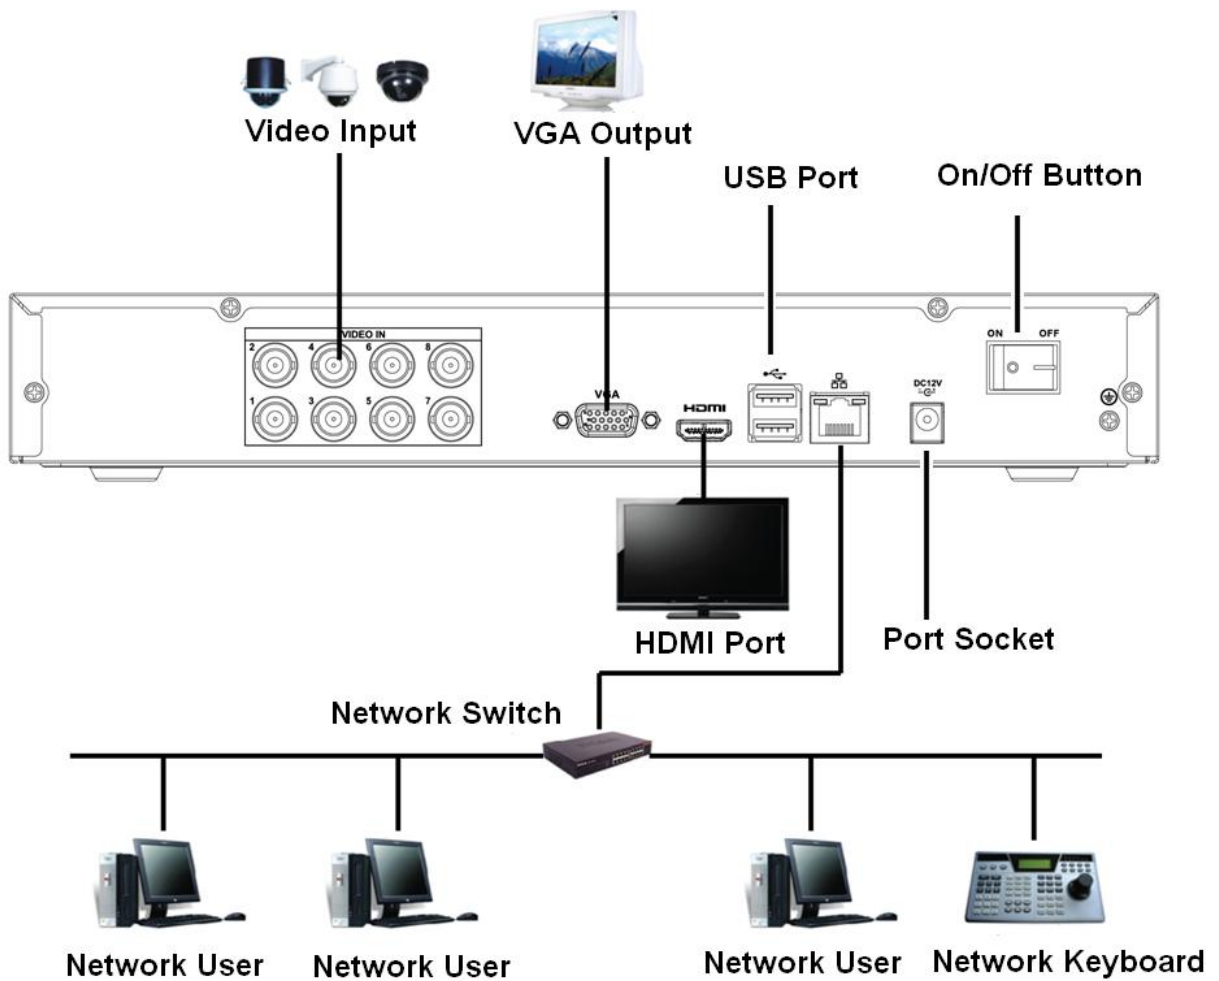 Video Input
VGA Output
USB Port
On/Off Button
VIDEO IN
2 4 6 8
1 3 5 7
VGA
HDMI
DC12V
ON OFF
HDMI Port
Port Socket
Network Switch
Network User
Network User
Network User
Network Keyboard